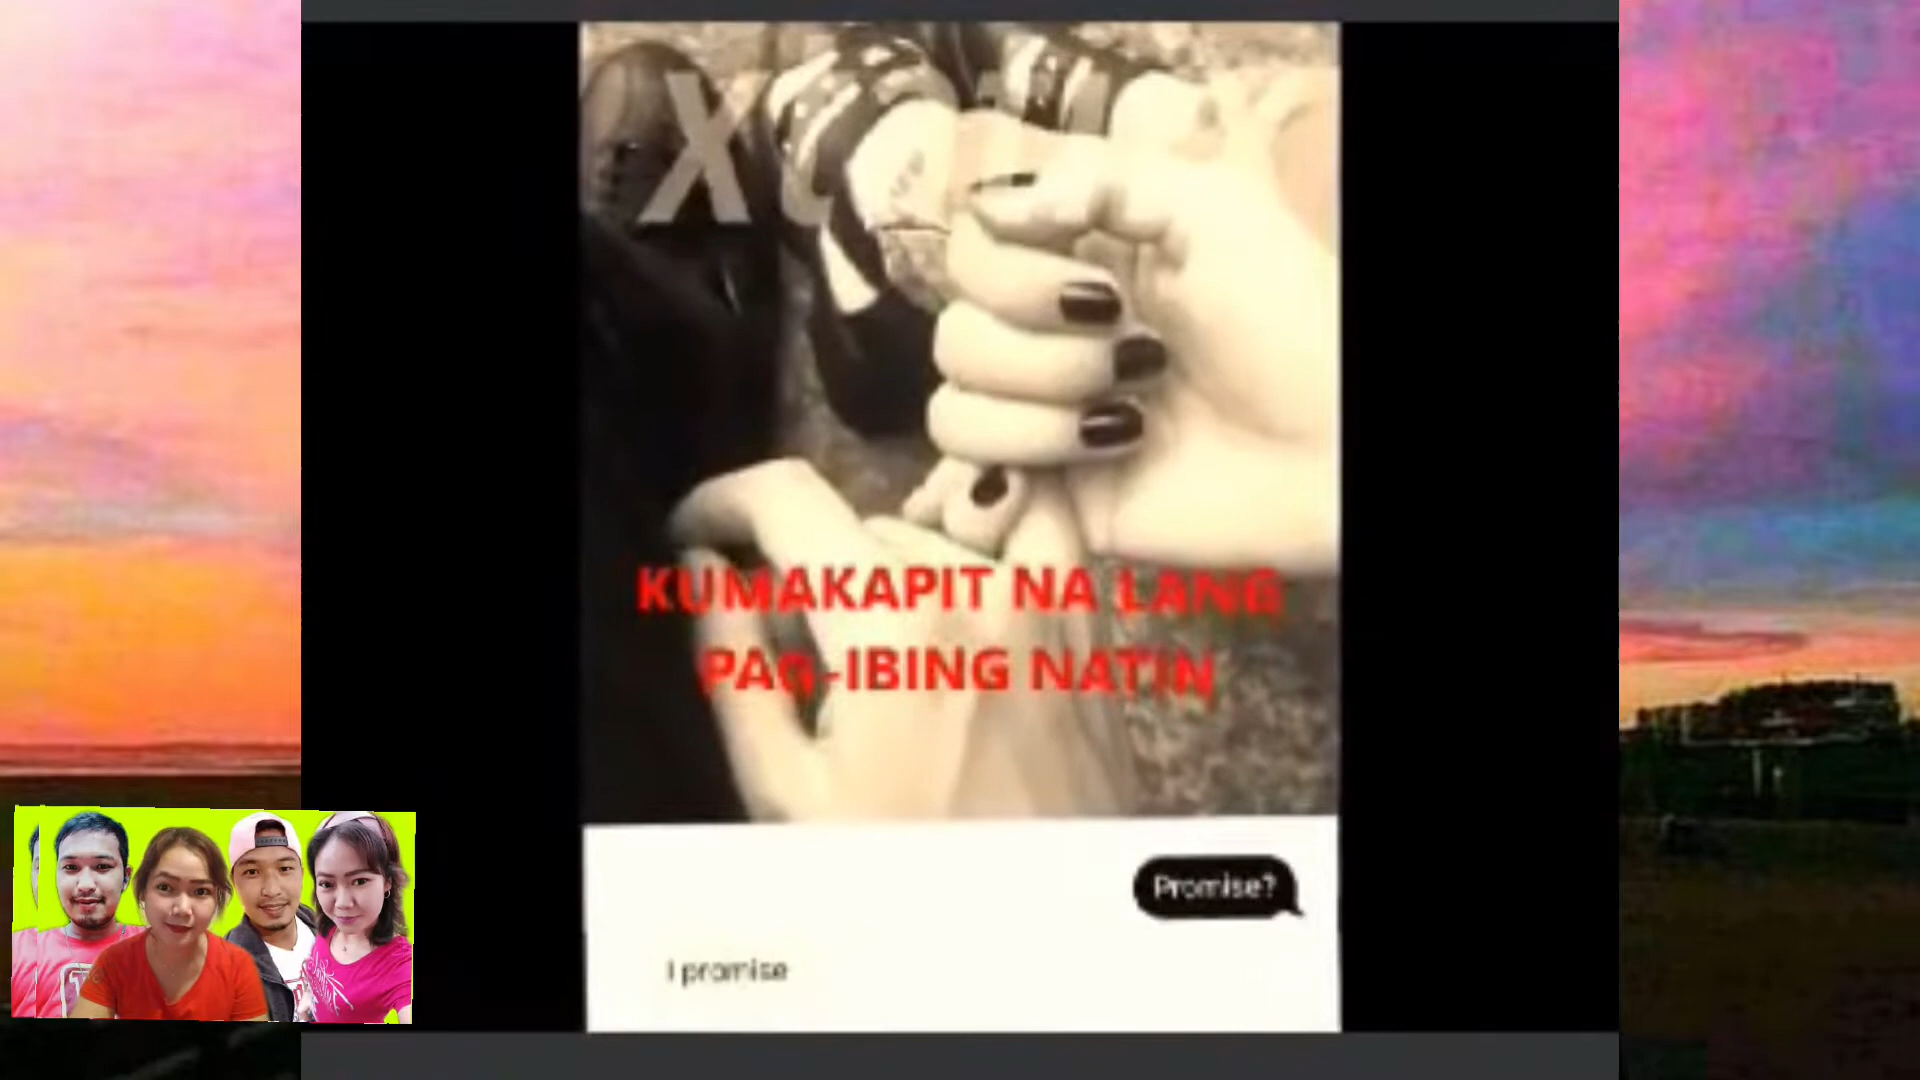 KUMAKAPIT NA LANG
PAG-IBING NATIN
Promise?
I promise